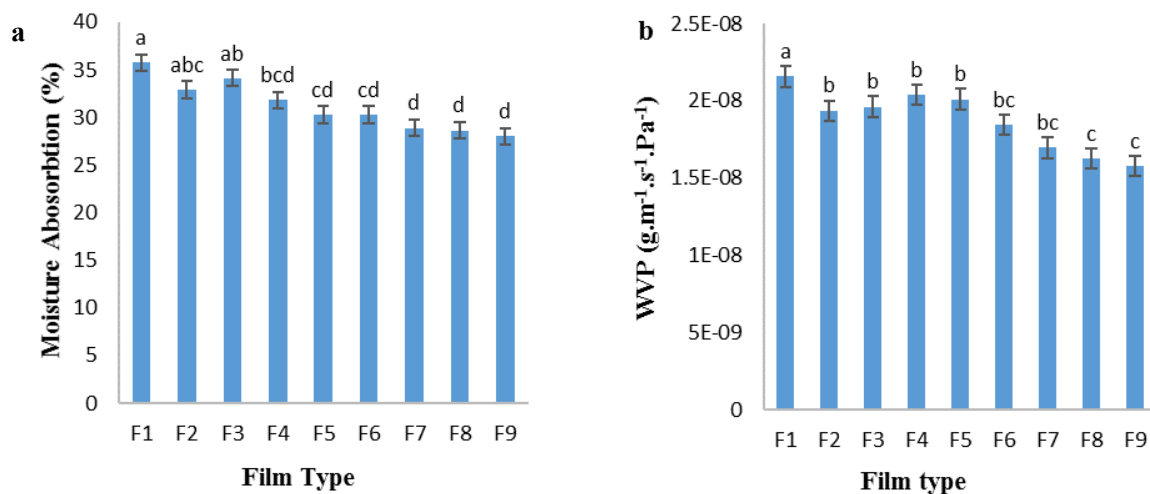 a
Moisture Abosorbtion (%)
40
35
30
25
20
15
10
5
0
a
abc
ab
bcd
cd
cd
d
d
d
F1 F2 F3 F4 F5 F6 F7 F8 F9
Film Type
b
WVP (g.m⁻¹.s⁻¹.Pa⁻¹)
2.5E-08
2E-08
1.5E-08
1E-08
5E-09
0
a
b
b
b
b
bc
bc
c
c
F1 F2 F3 F4 F5 F6 F7 F8 F9
Film type